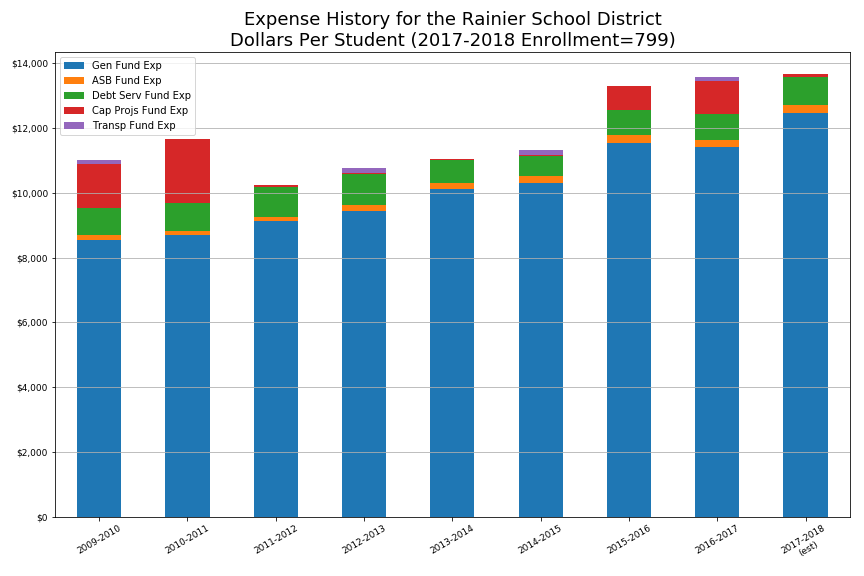 Expense History for the Rainier School District
Dollars Per Student (2017-2018 Enrollment=799)
Gen Fund Exp
ASB Fund Exp
Debt Serv Fund Exp
Cap Projs Fund Exp
Transp Fund Exp
$14,000
$12,000
$10,000
$8,000
$6,000
$4,000
$2,000
$0
2009-2010
2010-2011
2011-2012
2012-2013
2013-2014
2014-2015
2015-2016
2016-2017
2017-2018
(est)